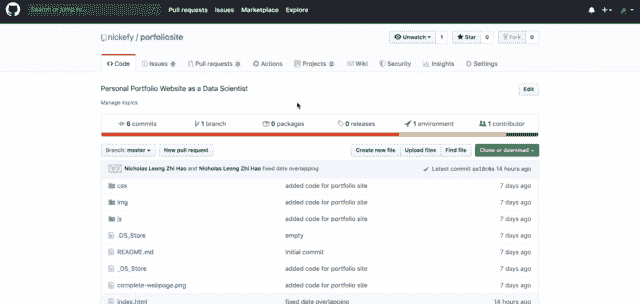 Search or jump to...
Pull requests Issues Marketplace Explore
nickefy / porfoliosite
Unwatch 1 Star 0 Fork 0
Code Issues Pull requests Actions Projects Wiki Security Insights Settings
Personal Portfolio Website as a Data Scientist
Edit
Manage topics
6 commits 1 branch 0 packages 0 releases 1 environment 1 contributor
Branch: master New pull request Create new file Upload files Find file Clone or download
Nicholas Leong Zhi Hao and Nicholas Leong Zhi Hao fixed date overlapping Latest commit 14 hours ago
css added code for portfolio site 7 days ago
img added code for portfolio site 7 days ago
js added code for portfolio site 7 days ago
.DS_Store empty 7 days ago
README.md Initial commit 7 days ago
_DS_Store added code for portfolio site 7 days ago
complete-webpage.png added code for portfolio site 7 days ago
index.html fixed date overlapping 14 hours ago